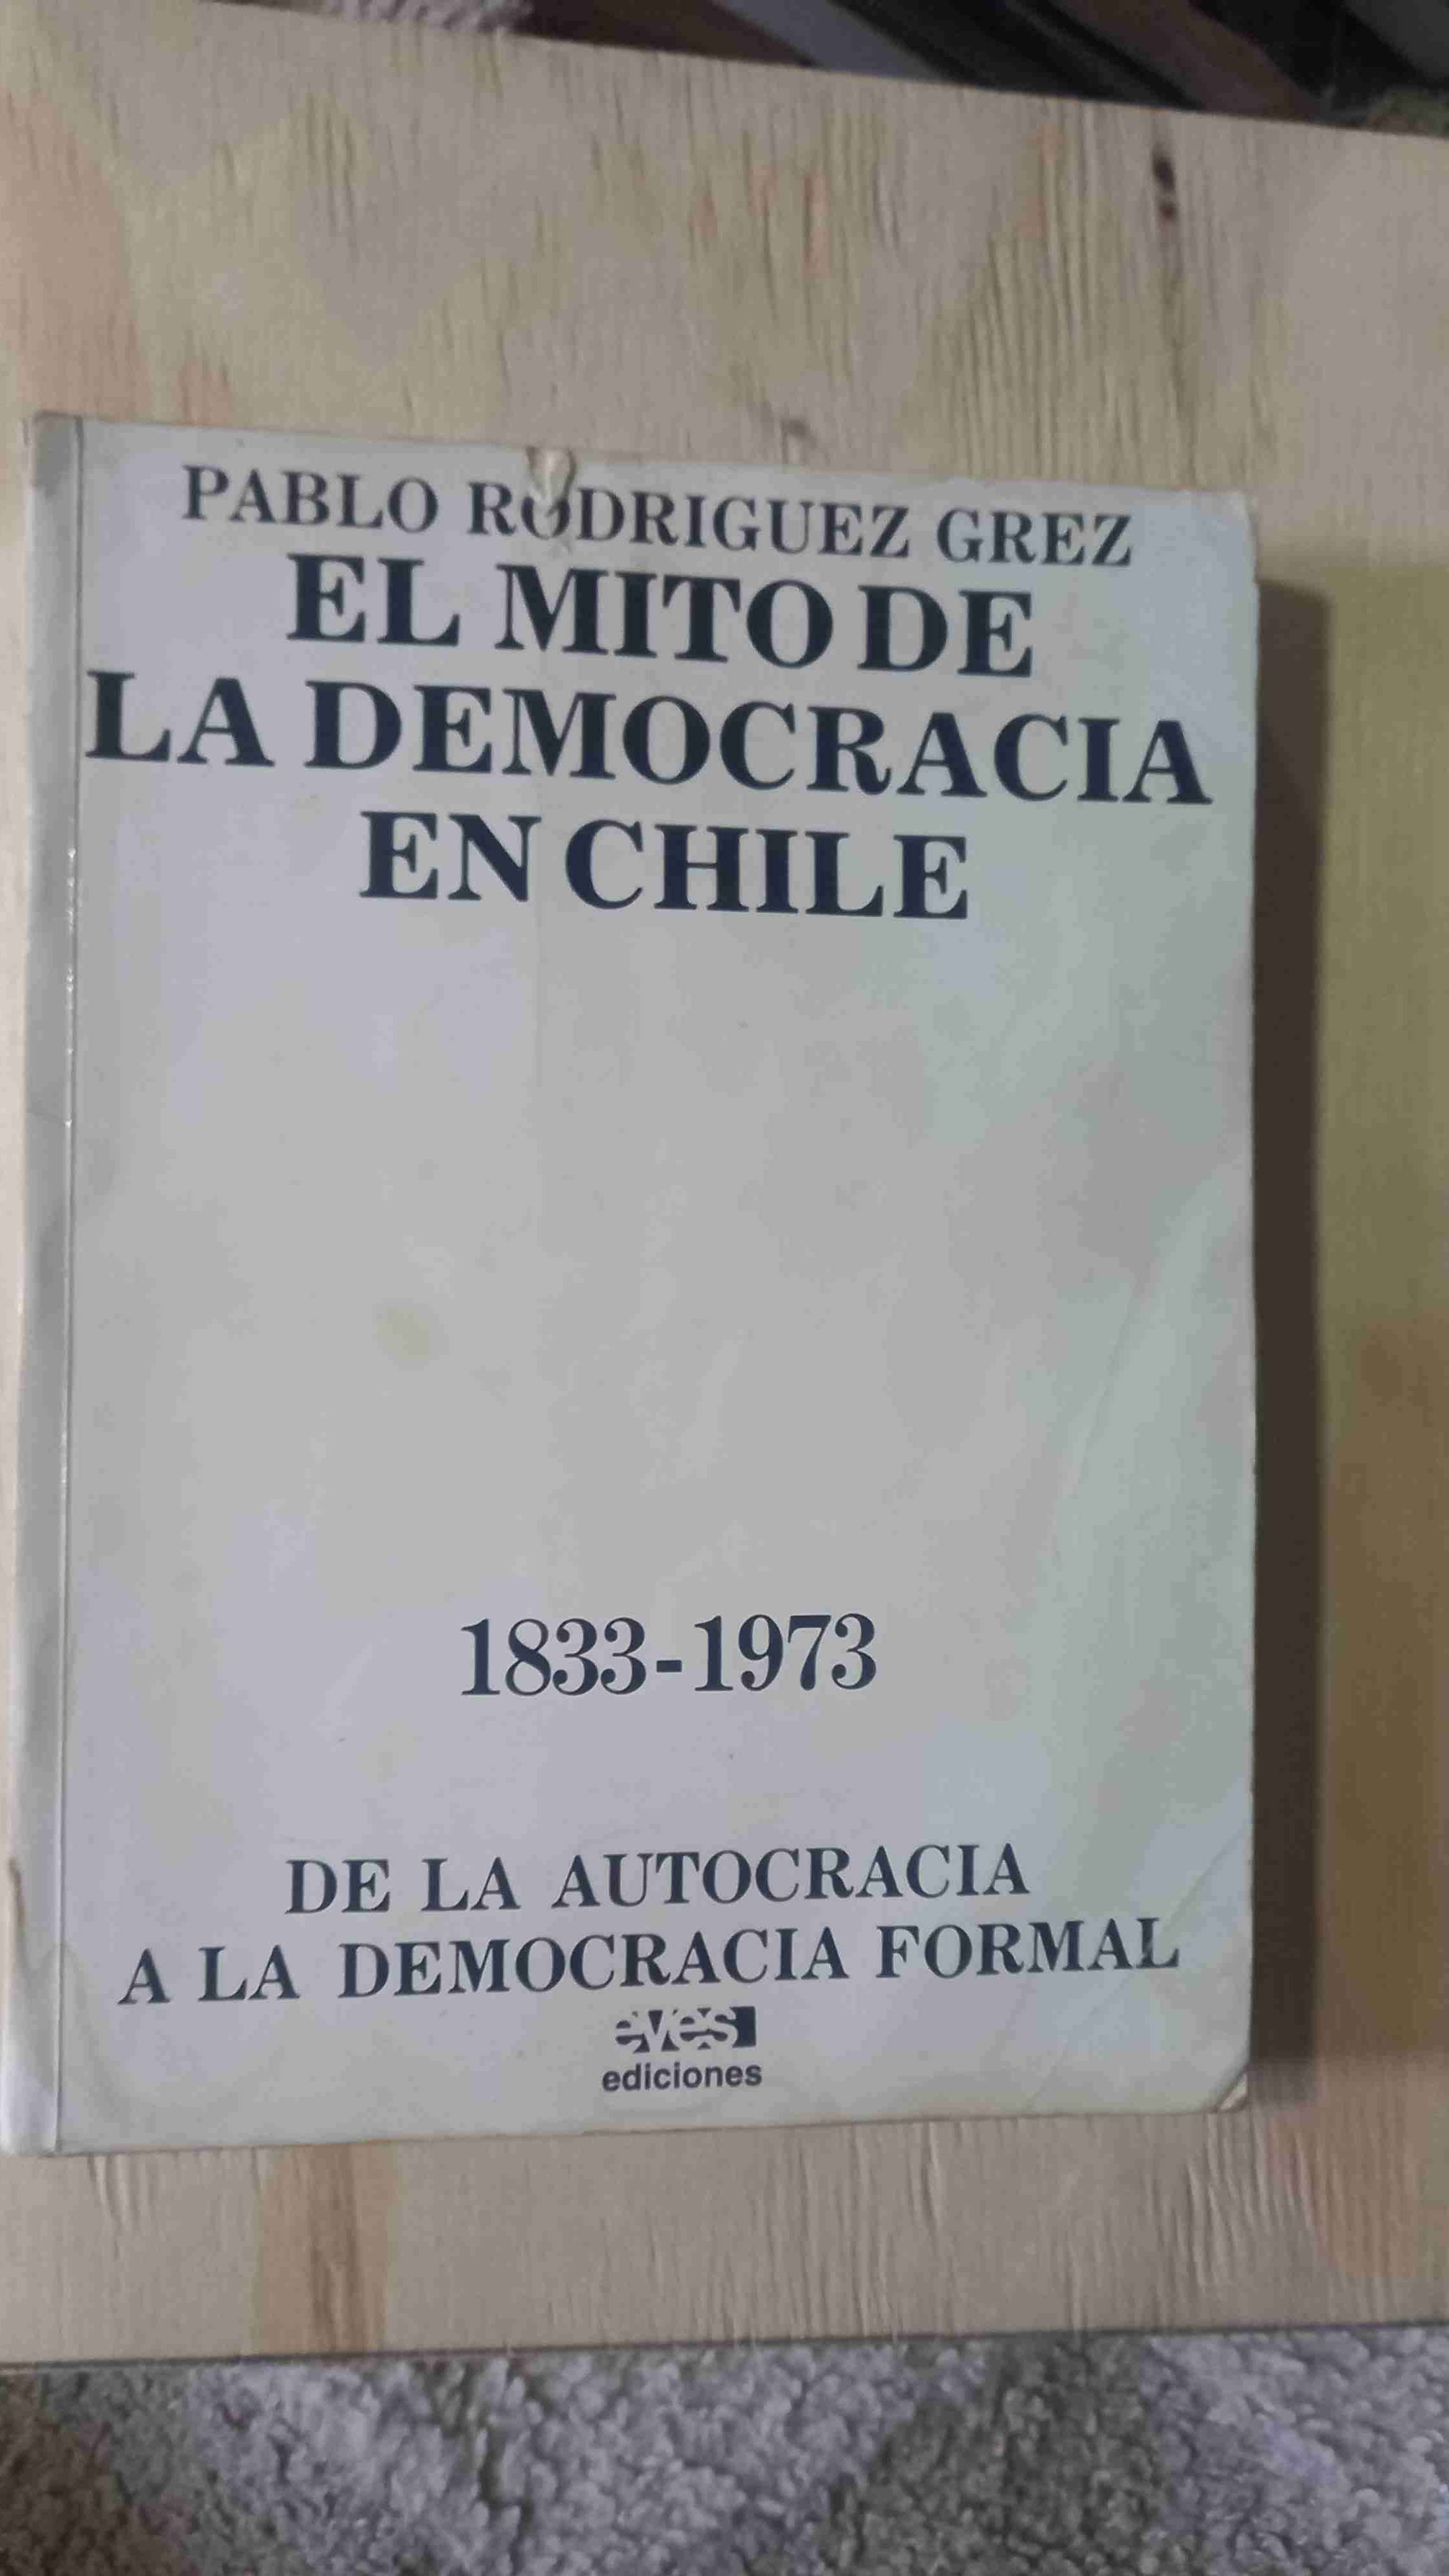 PABLO RODRIGUEZ GREZ
EL MITO DE
LA DEMOCRACIA
EN CHILE
1833-1973
DE LA AUTOCRACIA
A LA DEMOCRACIA FORMAL
eves
ediciones